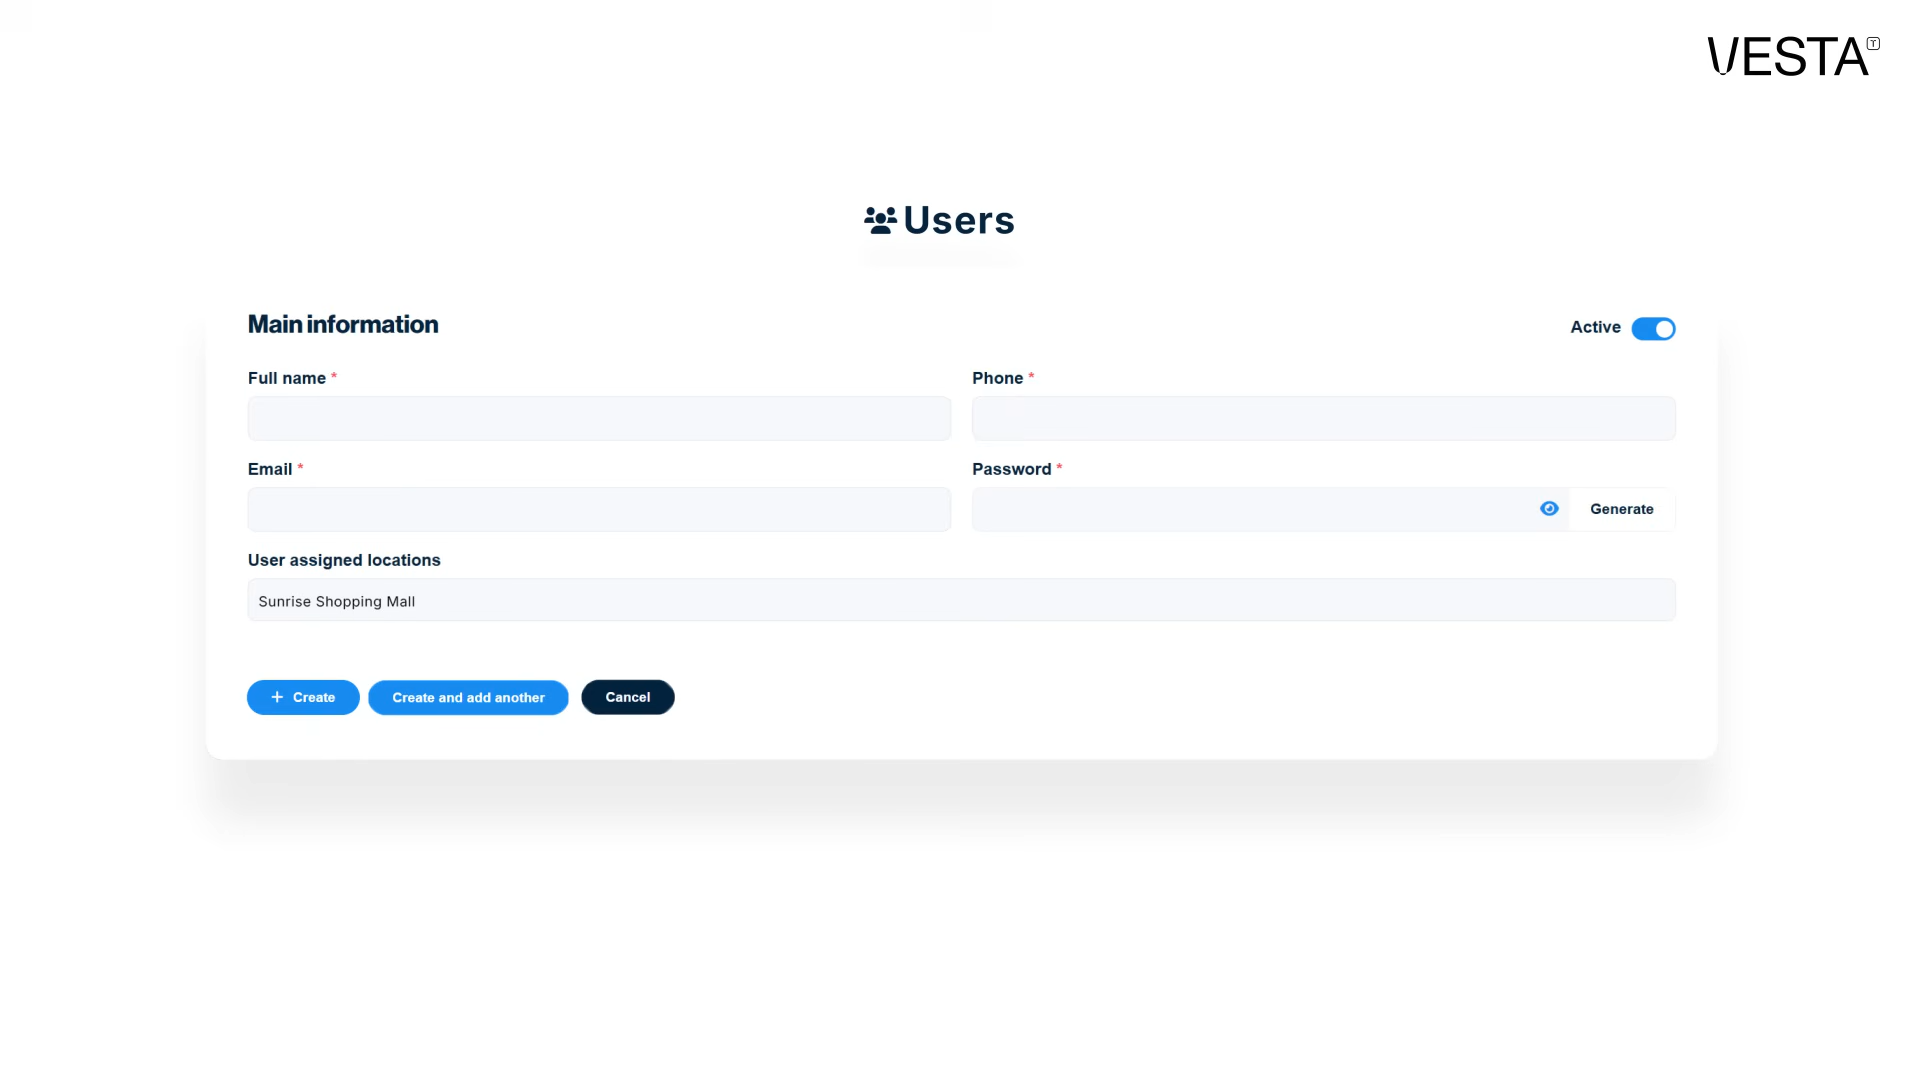 VESTA
Users
Main information
Active
Full name *
Phone *
Email *
Password *
Generate
User assigned locations
Sunrise Shopping Mall
+ Create
Create and add another
Cancel